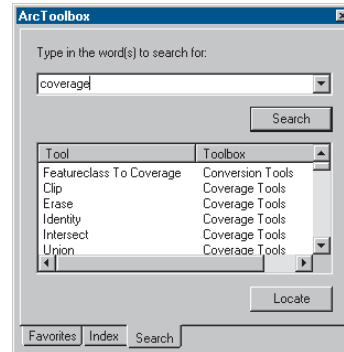 ArcToolbox
Type in the word(s) to search for:
coverage
Search
Tool Toolbox
Featureclass To Coverage Conversion Tools
Clip Coverage Tools
Erase Coverage Tools
Identity Coverage Tools
Intersect Coverage Tools
Union Coverage Tools
Locate
Favorites Index Search